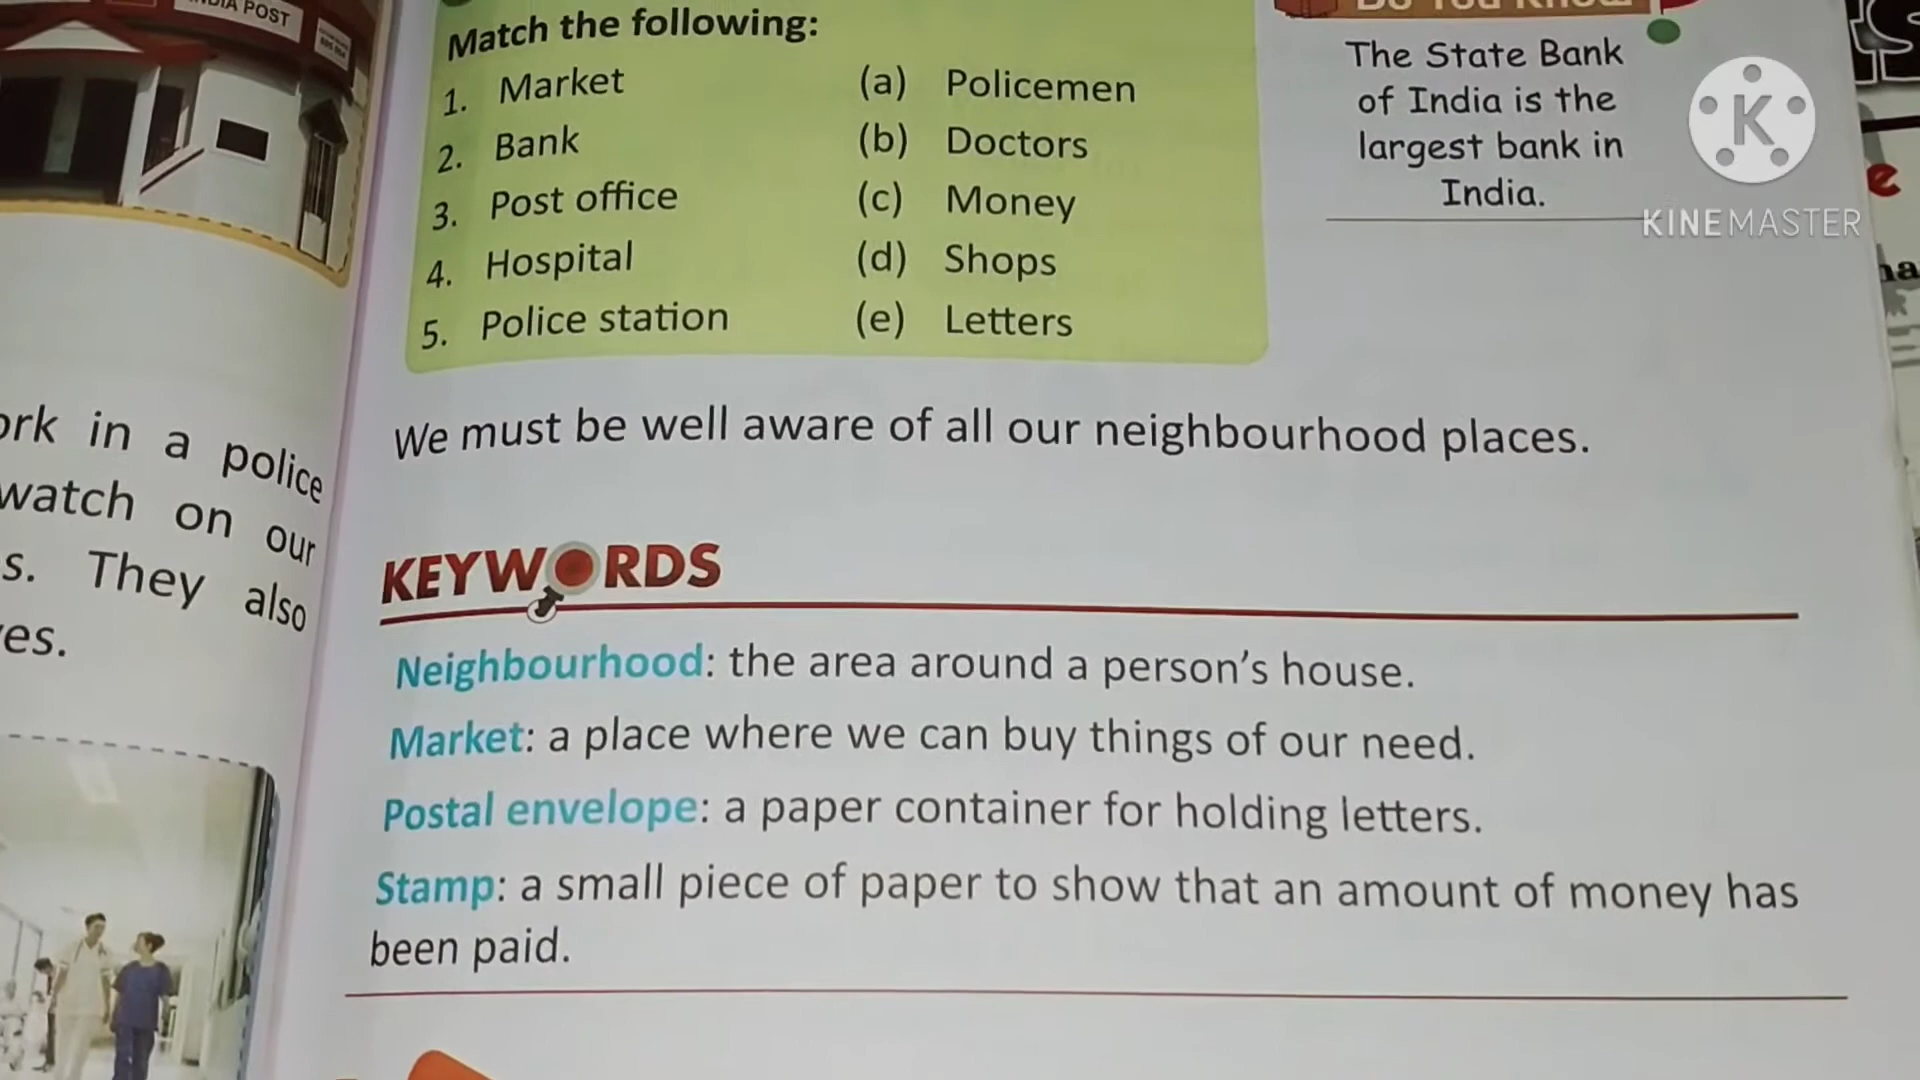 INDIA POST
ork in a police
watch on our
s. They also
es.
Match the following:
1. Market (a) Policemen
2. Bank (b) Doctors
3. Post office (c) Money
4. Hospital (d) Shops
5. Police station (e) Letters
The State Bank
of India is the
largest bank in
India.
KINEMASTER
We must be well aware of all our neighbourhood places.
KEYWORDS
Neighbourhood: the area around a person's house.
Market: a place where we can buy things of our need.
Postal envelope: a paper container for holding letters.
Stamp: a small piece of paper to show that an amount of money has
been paid.